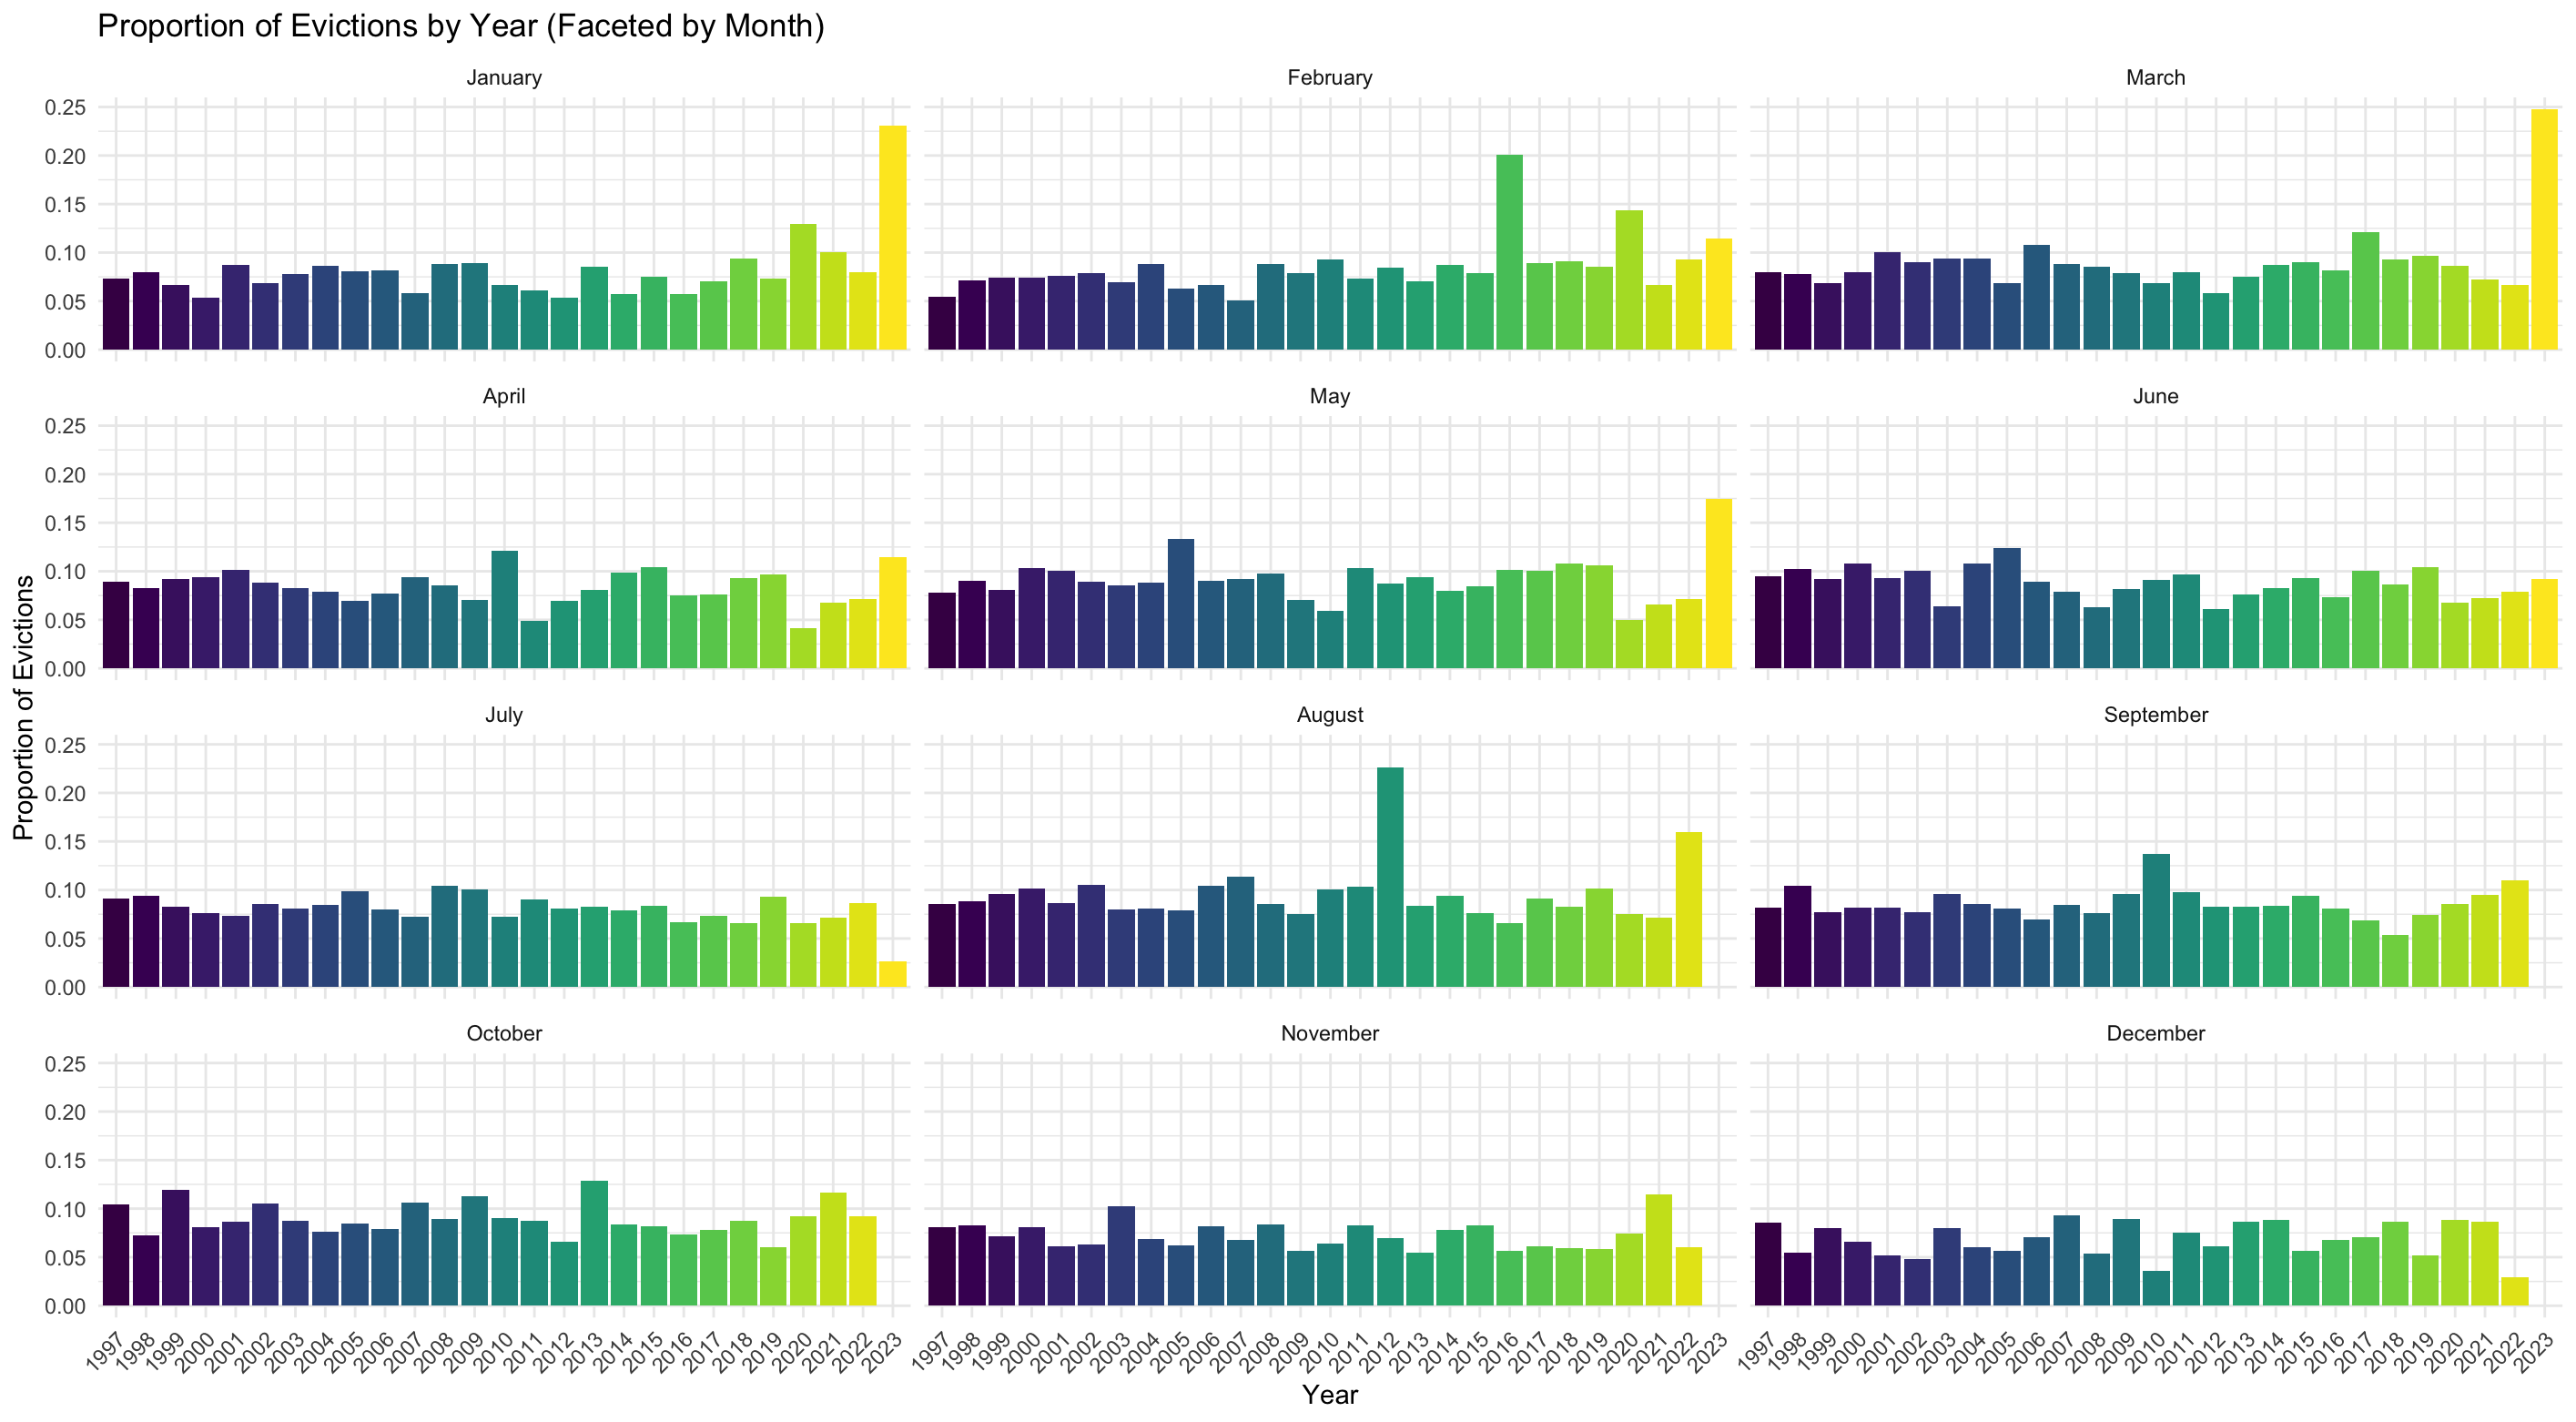 Proportion of Evictions by Year (Faceted by Month)
January
February
March
0.25
0.20
0.15
0.10
0.05
0.00
April
May
June
0.25
0.20
0.15
0.10
0.05
0.00
July
August
September
0.25
0.20
0.15
0.10
0.05
0.00
October
November
December
0.25
0.20
0.15
0.10
0.05
0.00
Proportion of Evictions
1997 1998 1999 2000 2001 2002 2003 2004 2005 2006 2007 2008 2009 2010 2011 2012 2013 2014 2015 2016 2017 2018 2019 2020 2021 2022 2023
1997 1998 1999 2000 2001 2002 2003 2004 2005 2006 2007 2008 2009 2010 2011 2012 2013 2014 2015 2016 2017 2018 2019 2020 2021 2022 2023
1997 1998 1999 2000 2001 2002 2003 2004 2005 2006 2007 2008 2009 2010 2011 2012 2013 2014 2015 2016 2017 2018 2019 2020 2021 2022 2023
Year